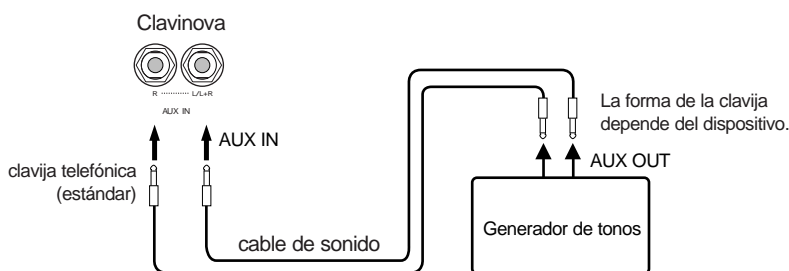 Clavinova
R ············ L/L+R
AUX IN
AUX IN
clavija telefónica
(estándar)
cable de sonido
La forma de la clavija
depende del dispositivo.
AUX OUT
Generador de tonos